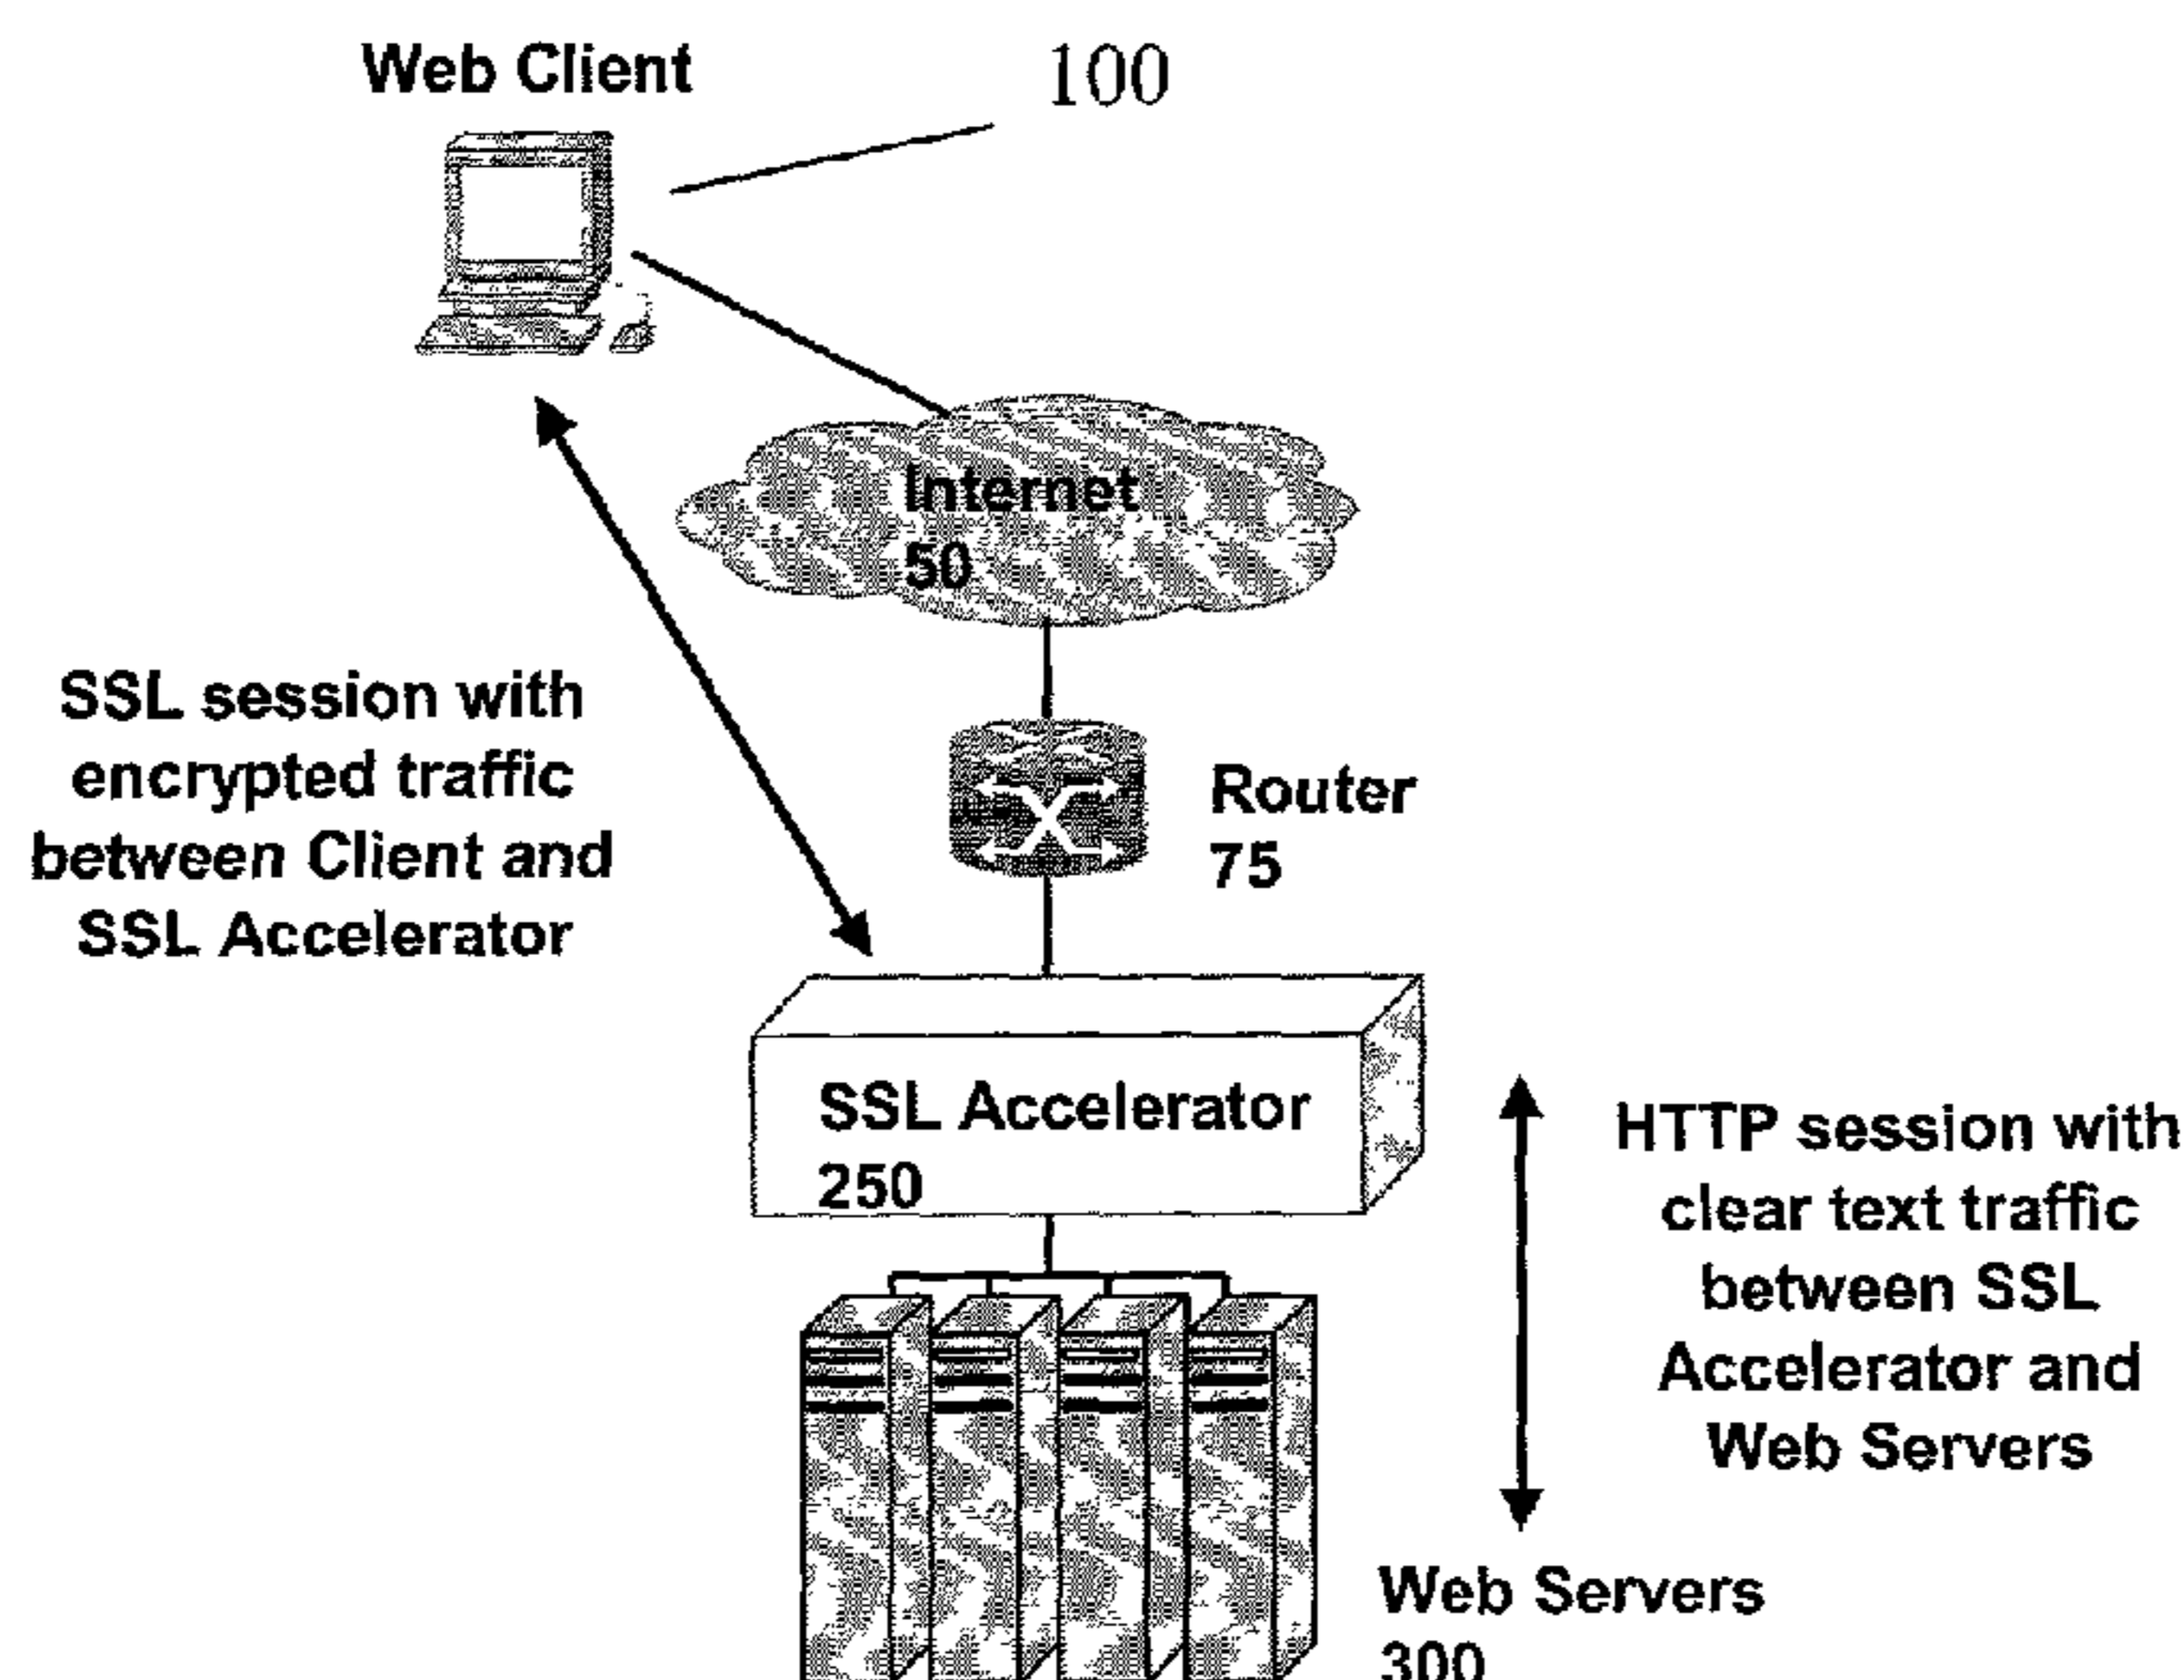 Web Client
100
Internet
50
SSL session with
encrypted traffic
between Client and
SSL Accelerator
Router
75
SSL Accelerator
250
HTTP session with
clear text traffic
between SSL
Accelerator and
Web Servers
Web Servers
300